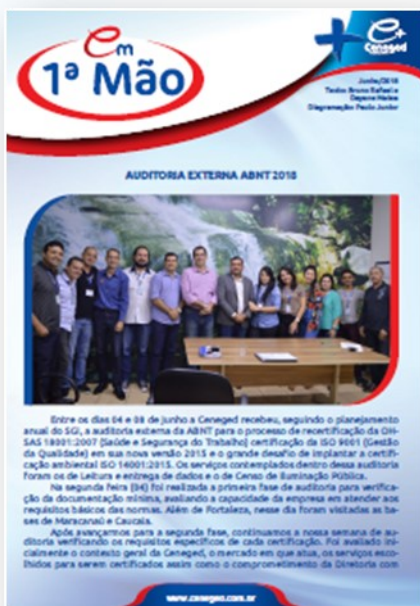 Em
1ª Mão
Ceneged
Junho/2018
Texto: Bruno Rafaela
Dayana Meine
Diagramação: Paulo Junior
AUDITORIA EXTERNA ABNT 2018
Entre os dias 04 e 08 de junho a Ceneged recebeu, seguindo o planejamento
anual do SGI, a auditoria externa da ABNT para o processo de recertificação da OH-
SAS 18001:2007 (Saúde e Segurança do Trabalho) certificação da ISO 9001 (Gestão
da Qualidade) em sua nova versão 2015 e o grande desafio de implantar a certifi-
cação ambiental ISO 14001:2015. Os serviços contemplados dentro dessa auditoria
foram os de Leitura e entrega de dados e o de Censo de Iluminação Pública.
Na segunda feira (04) foi realizada a primeira fase de auditoria para verifica-
ção da documentação mínima, avaliando a capacidade da empresa em atender aos
requisitos básicos das normas. Além de Fortaleza, nesse dia foram visitadas as ba-
ses de Maracanaú e Caucaia.
Após avançarmos para a segunda fase, continuamos a nossa semana de au-
ditoria verificando os requisitos específicos de cada certificação. Foi avaliado ini-
cialmente o contexto geral da Ceneged, o mercado em que atua, os serviços esco-
lhidos para serem certificados assim como o comprometimento da Diretoria com
www.ceneged.com.br